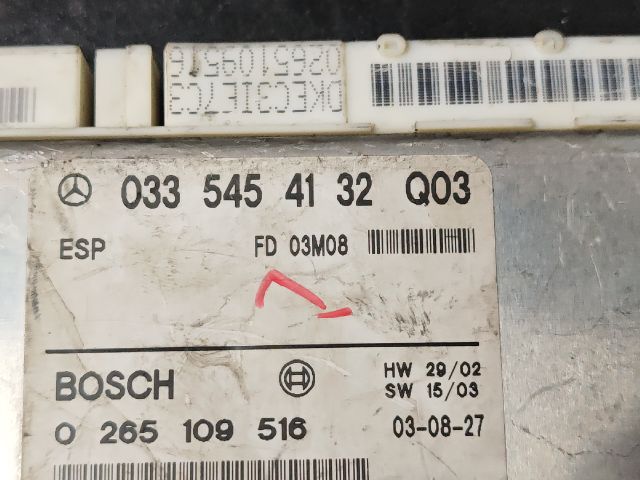 0265109516
DKEC3IE7C3
033 545 41 32 Q03
ESP FD 03M08
BOSCH HW 29/02
SW 15/03
0 265 109 516 03-08-27